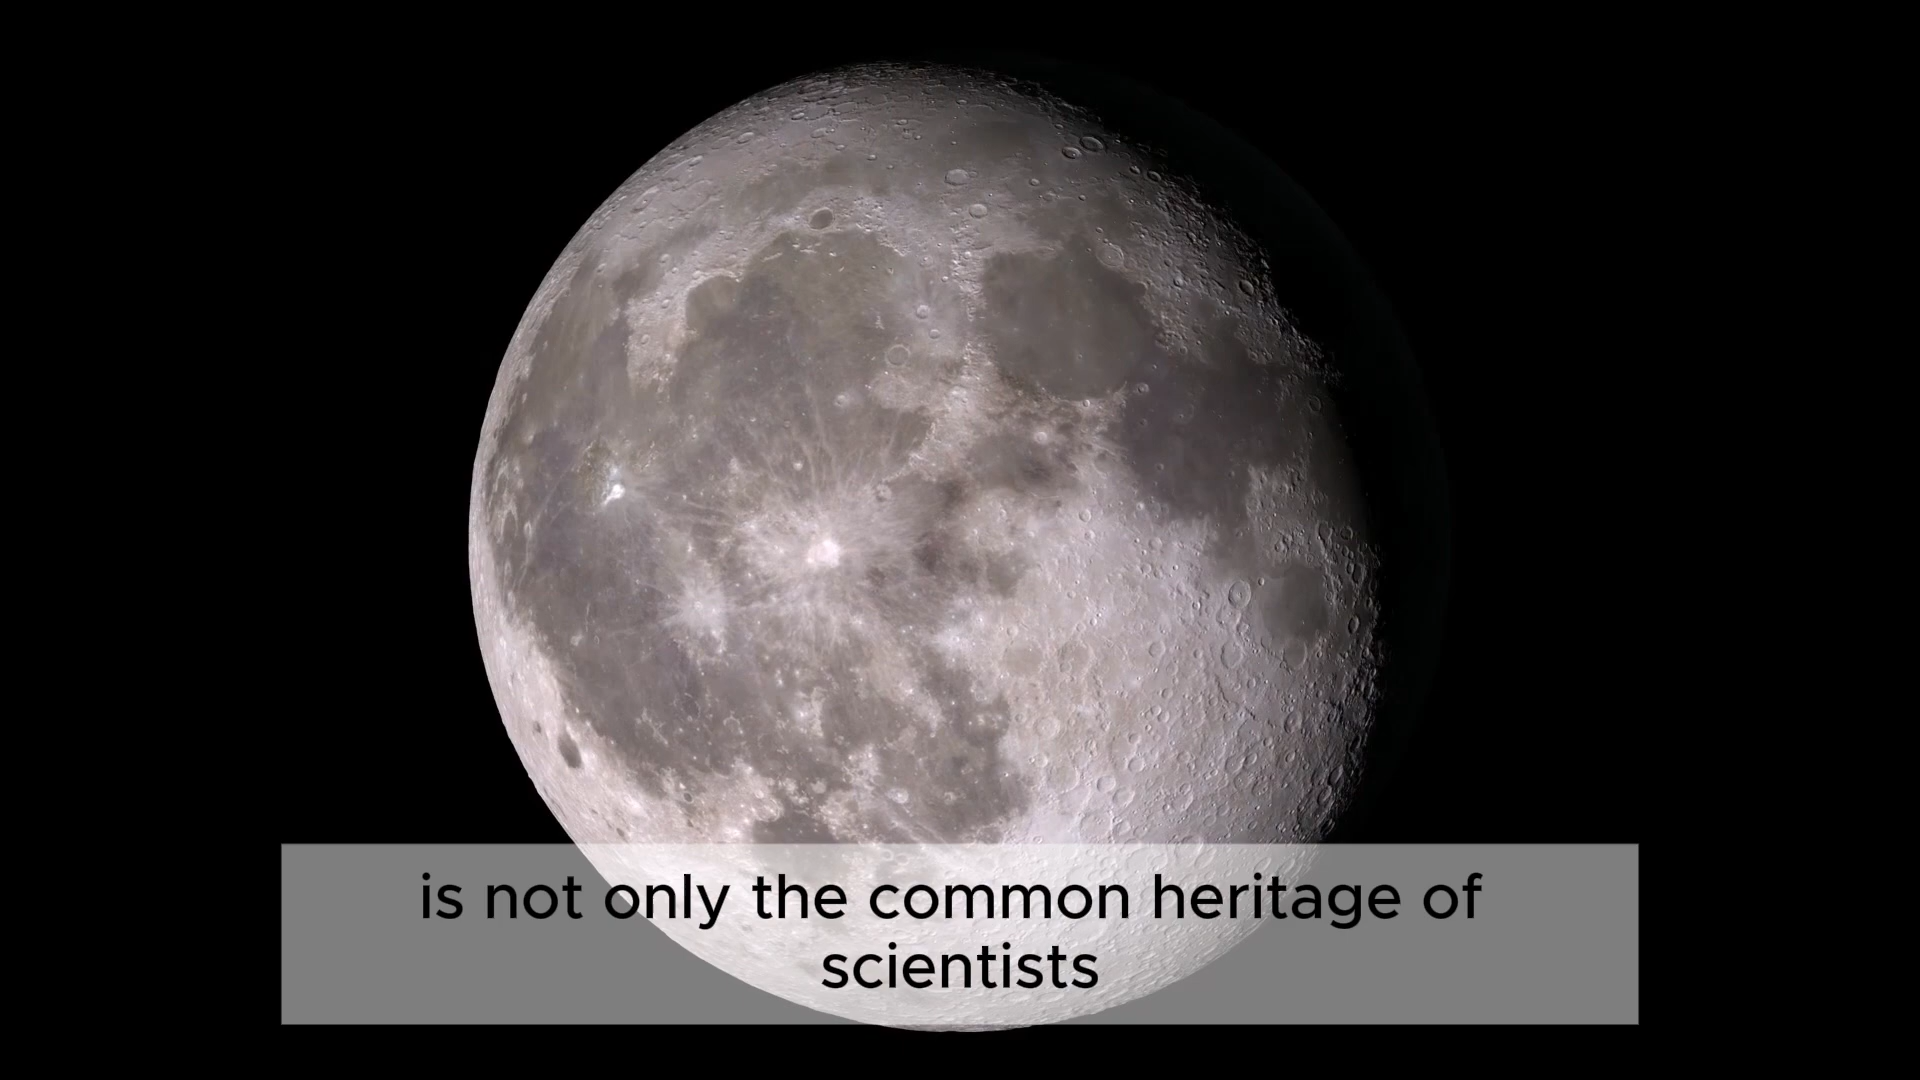 is not only the common heritage of
scientists